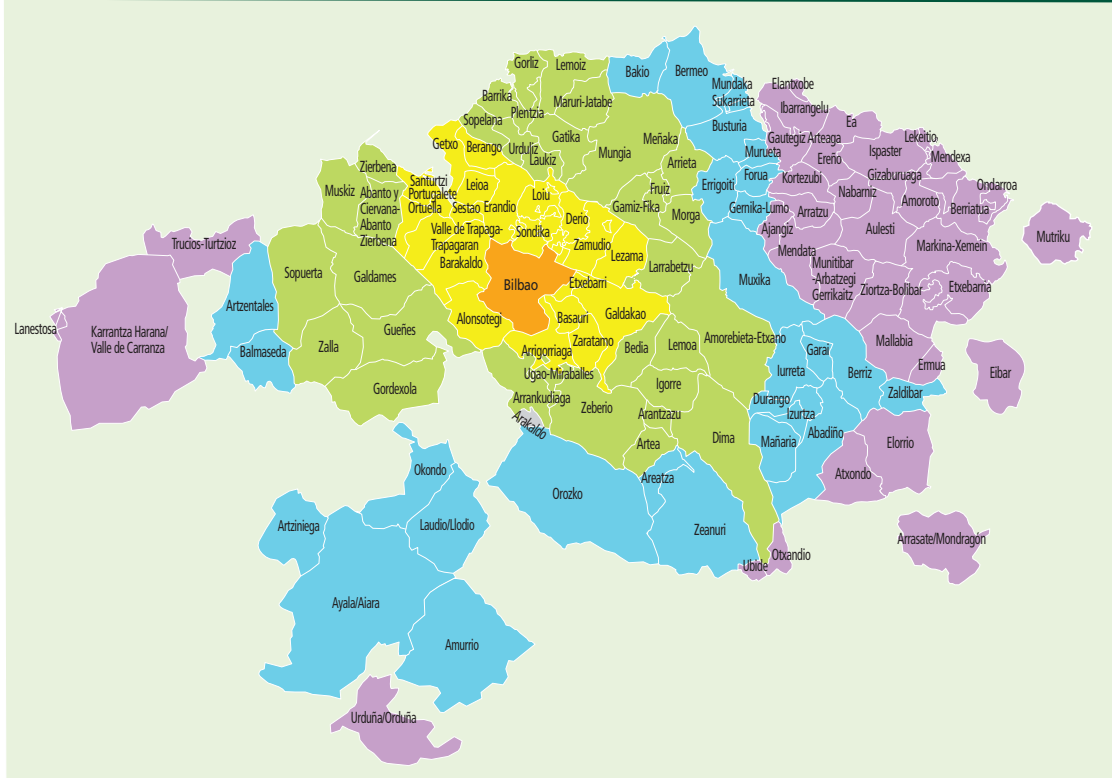 Gorliz
Lemoiz
Bakio
Bermeo
Mundaka
Sukarrieta
Elantxobe
Ibarrangelu
Barrika
Plentzia
Maruri-Jatabe
Sopelana
Busturia
Ea
Getxo
Berango
Urduliz
Gatika
Meñaka
Gautegiz Arteaga
Lekeitio
Laukiz
Mungia
Murueta
Ispaster
Mendexa
Zierbena
Arrieta
Ereño
Santurtzi
Leioa
Errigoiti
Forua
Kortezubi
Gizaburuaga
Ondarroa
Muskiz
Abanto y
Ciervana-
Abanto
Zierbena
Portugalete
Ortuella
Sestao
Erandio
Loiu
Fruiz
Gamiz-Fika
Morga
Gernika-Lumo
Nabarniz
Amoroto
Berriatua
Derio
Arratzu
Valle de Trapaga-
Trapagaran
Sondika
Ajangiz
Aulesti
Mutriku
Trucios-Turtzioz
Zamudio
Lezama
Mendata
Markina-Xemein
Barakaldo
Larrabetzu
Munitibar
-Arbatzegi
Gerrikaitz
Sopuerta
Galdames
Bilbao
Etxebarri
Muxika
Ziortza-Bolibar
Etxebarria
Artzentales
Lanestosa
Karrantza Harana/
Valle de Carranza
Alonsotegi
Basauri
Galdakao
Gueñes
Zaratamo
Amorebieta-Etxano
Mallabia
Balmaseda
Zalla
Arrigorriaga
Bedia
Lemoa
Garai
Iurreta
Berriz
Ermua
Eibar
Ugao-Miraballes
Gordexola
Igorre
Zaldibar
Arrankudiaga
Zeberio
Durango
Izurtza
Arakaldo
Arantzazu
Abadiño
Dima
Mañaria
Elorrio
Artea
Okondo
Areatza
Atxondo
Orozko
Artziniega
Laudio/Llodio
Zeanuri
Arrasate/Mondragón
Otxandio
Ubide
Ayala/Aiara
Amurrio
Urduña/Orduña